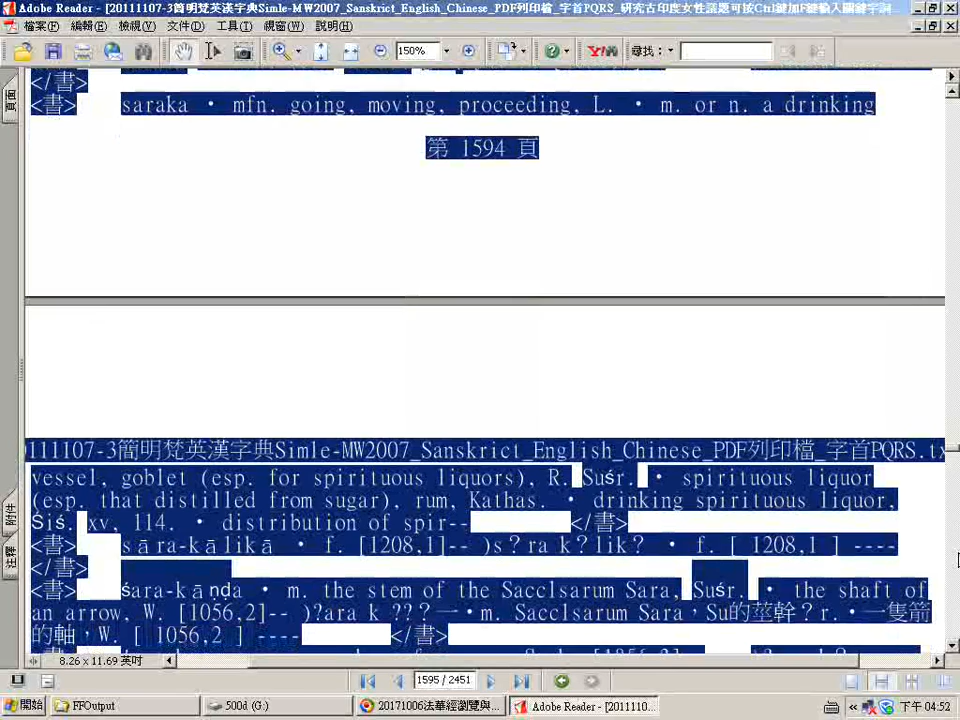 Adobe Reader - [20111107-3簡明梵英漢字典Simle-MW2007_Sanskrict_English_Chinese_PDF列印檔_字首PQRS_研究古印度女性議題可按Ctrl鍵加F鍵輸入關鍵字詞
檔案(F) 編輯(E) 檢視(V) 文件(D) 工具(T) 視窗(W) 說明(H)
150% 尋找:
頁面
</書>
<書> saraka • mfn. going, moving, proceeding, L. • m. or n. a drinking
第 1594 頁
111107-3簡明梵英漢字典Simle-MW2007_Sanskrict_English_Chinese_PDF列印檔_字首PQRS.tx
vessel, goblet (esp. for spirituous liquors), R. Suśr. • spirituous liquor
(esp. that distilled from sugar), rum, Kathas. • drinking spirituous liquor,
Śiś. xv, 114. • distribution of spir-- </書>
<書> sāra-kālikā • f. [1208,1]-- )s?ra k?lik? • f. [ 1208,1 ] ----
</書>
<書> śara-kāṇḍa • m. the stem of the Sacclsarum Sara, Suśr. • the shaft of
an arrow, W. [1056,2]-- )?ara k ???一•m. Sacclsarum Sara,Su的莖幹?r. •一隻箭
的軸,W. [ 1056,2 ] ---- </書>
附件
注釋
8.26 x 11.69 英吋
1595 / 2451
開始 FFOutput 500d (G:) 20171006法華經瀏覽與... Adobe Reader - [2011110... 下午 04:52